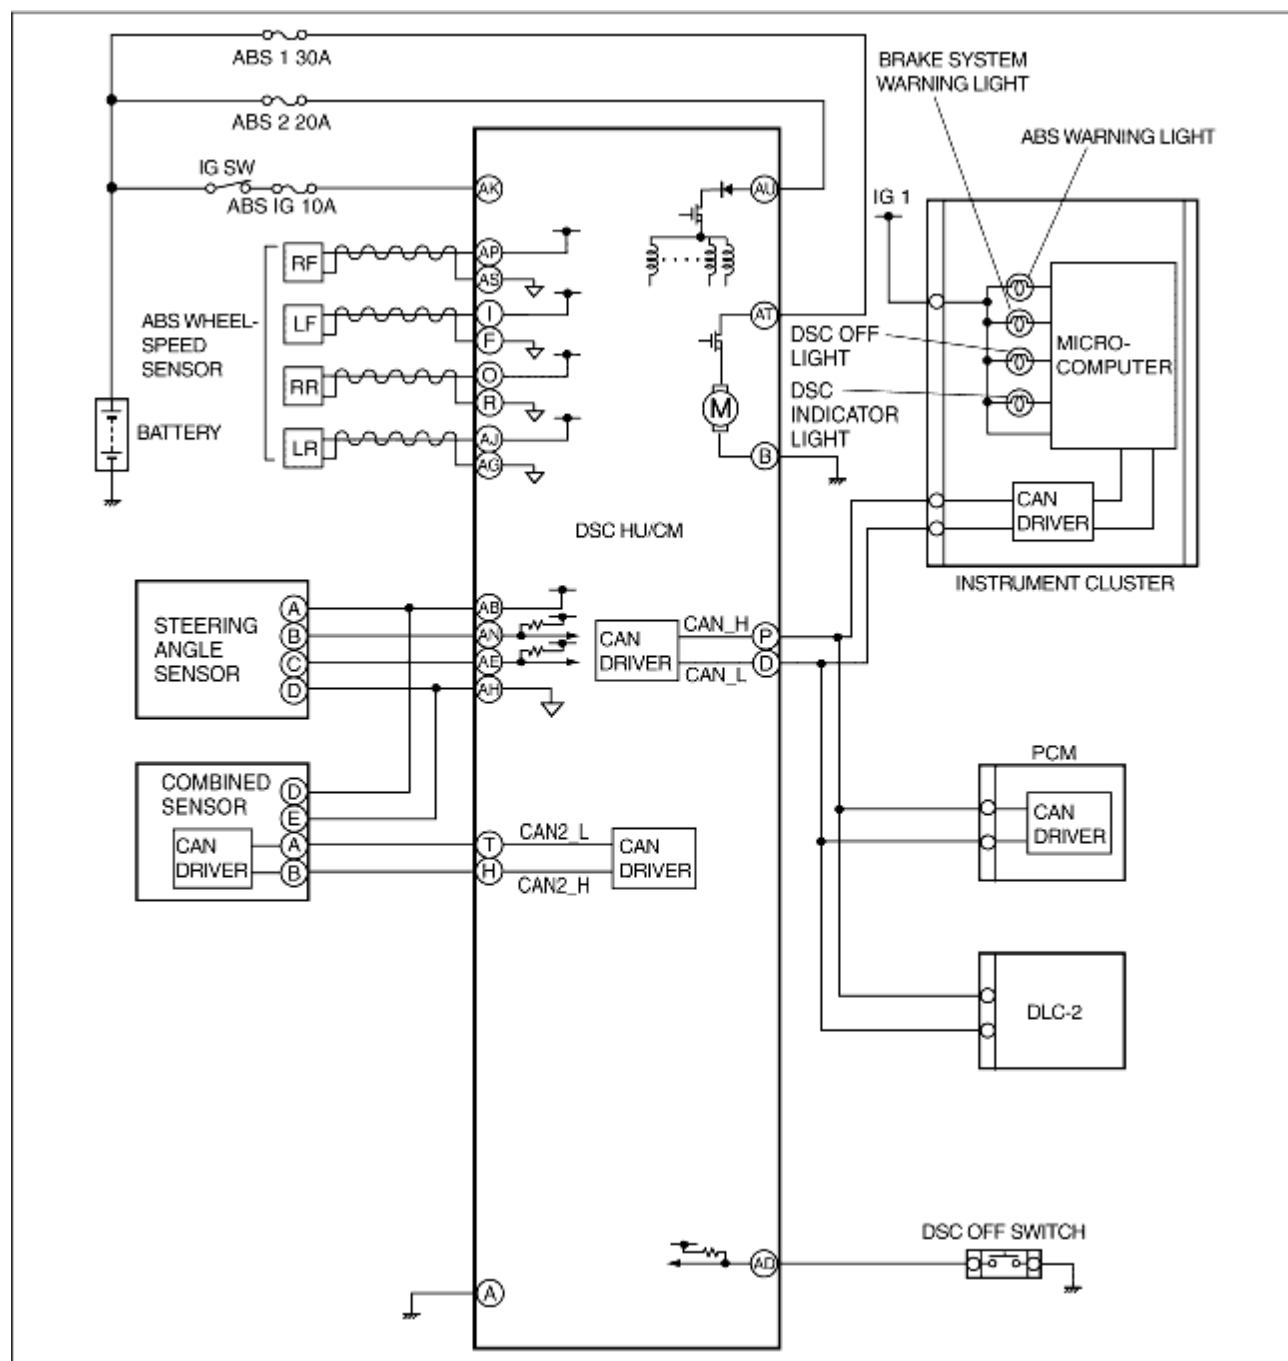 ABS 1 30A
ABS 2 20A
IG SW
ABS IG 10A
AK
AU
AT
B
M
BRAKE SYSTEM
WARNING LIGHT
ABS WARNING LIGHT
IG 1
DSC OFF
LIGHT
DSC
INDICATOR
LIGHT
MICRO-
COMPUTER
CAN
DRIVER
INSTRUMENT CLUSTER
ABS WHEEL-
SPEED
SENSOR
RF
LF
RR
LR
AP
AS
I
F
O
R
AJ
AG
BATTERY
DSC HU/CM
STEERING
ANGLE
SENSOR
A
B
C
D
AB
AN
AE
AH
CAN
DRIVER
CAN_H
CAN_L
P
D
COMBINED
SENSOR
CAN
DRIVER
D
E
A
B
T
H
CAN2_L
CAN2_H
CAN
DRIVER
PCM
CAN
DRIVER
DLC-2
DSC OFF SWITCH
AD
A